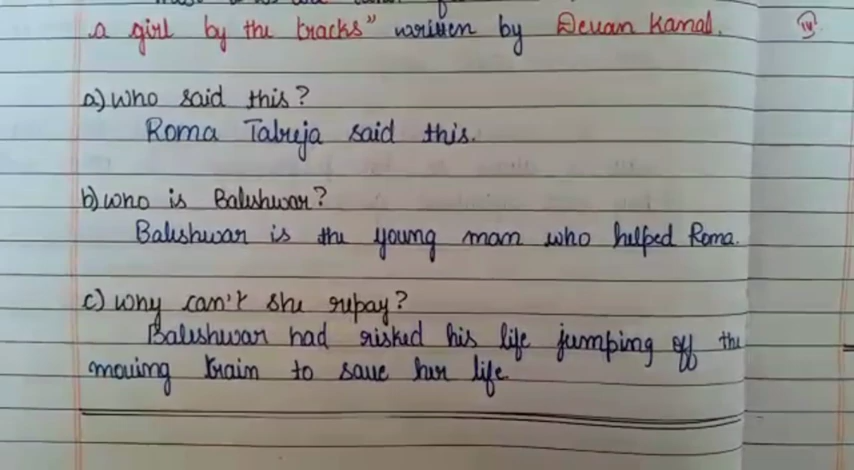 a girl by the tracks" written by Devan Kanal.
a) who said this?
Roma Talreja said this.
b) who is Baleshwar?
Baleshwar is the young man who helped Roma.
c) why can't she repay?
Baleshwar had risked his life jumping off the
moving train to save her life